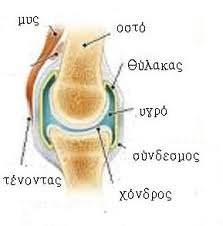 μυς
οστό
θύλακας
υγρό
σύνδεσμος
τένοντας
χόνδρος